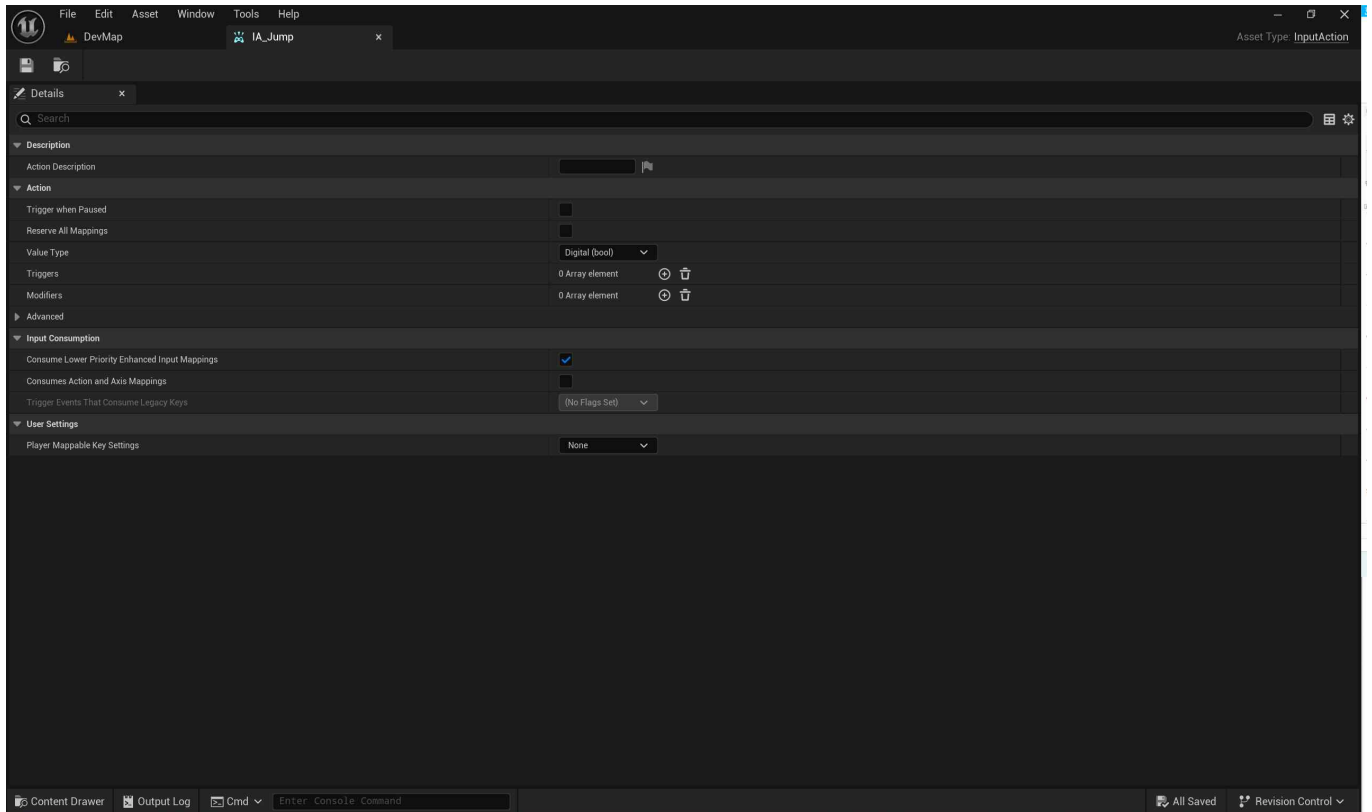 File Edit Asset Window Tools Help
DevMap IA_Jump
Asset Type: InputAction
Details
Search
Description
Action Description
Action
Trigger when Paused
Reserve All Mappings
Value Type Digital (bool)
Triggers 0 Array element
Modifiers 0 Array element
Advanced
Input Consumption
Consume Lower Priority Enhanced Input Mappings
Consumes Action and Axis Mappings
Trigger Events That Consume Legacy Keys (No Flags Set)
User Settings
Player Mappable Key Settings None
Content Drawer Output Log Cmd Enter Console Command All Saved Revision Control